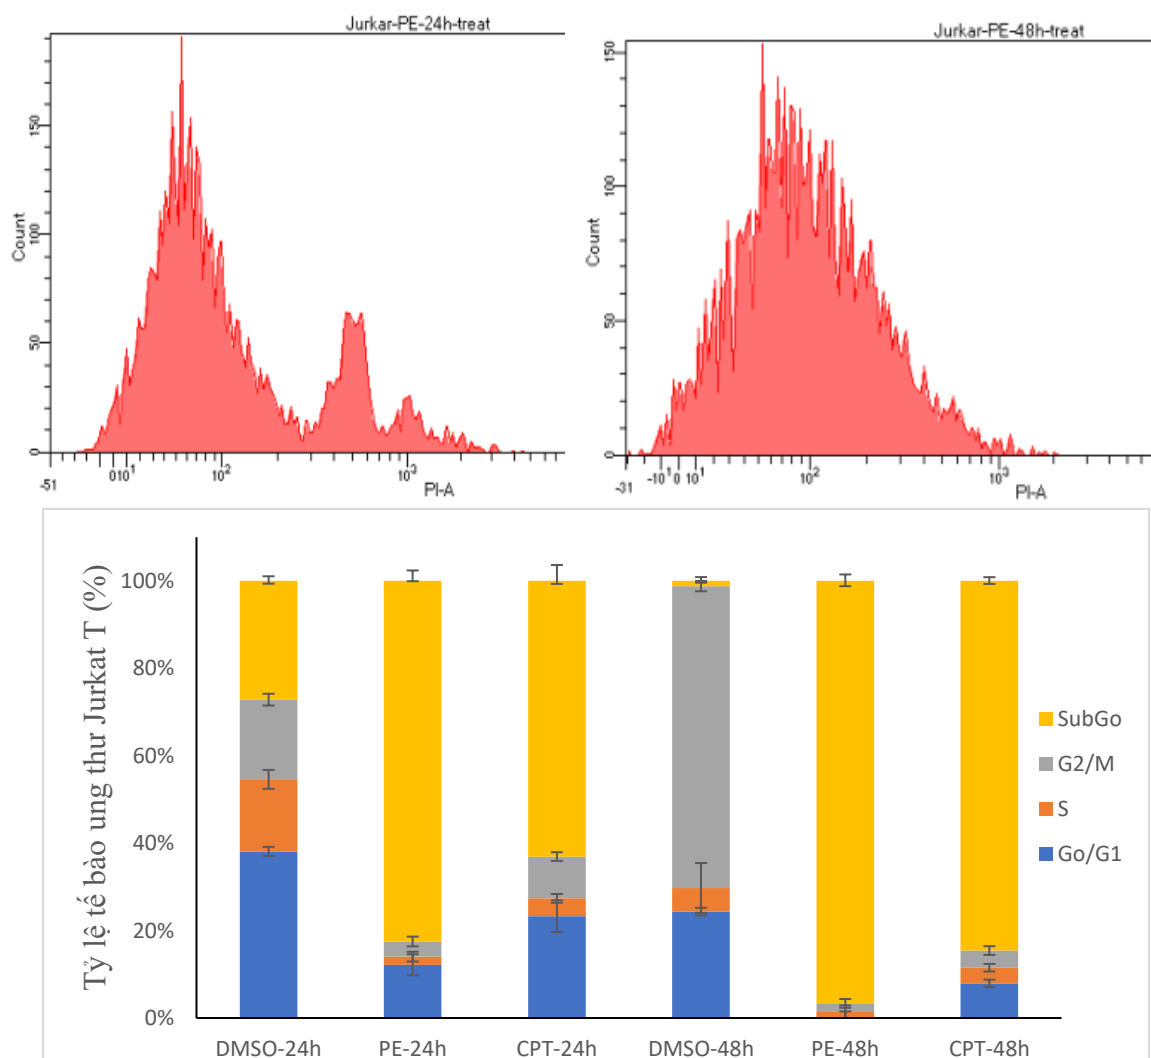 Jurkar-PE-24h-treat
Count
150
100
50
0
-51 010¹ 10² 10³
PI-A
Jurkar-PE-48h-treat
Count
150
100
50
0
-31 -10¹ 0 10¹ 10² 10³
PI-A
Tỷ lệ tế bào ung thư Jurkat T (%)
100%
80%
60%
40%
20%
0%
DMSO-24h PE-24h CPT-24h DMSO-48h PE-48h CPT-48h
SubGo
G2/M
S
Go/G1